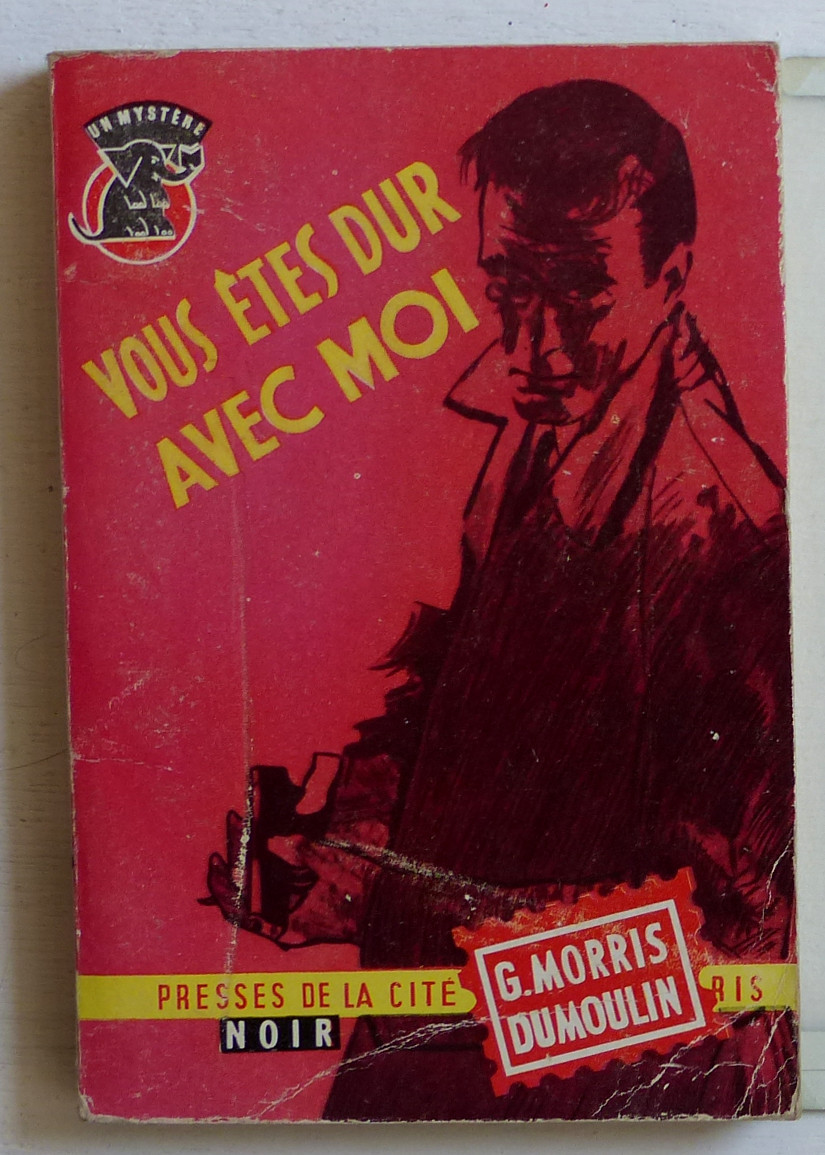 UN MYSTÈRE
VOUS ÊTES DUR
AVEC MOI
G. MORRIS
DUMOULIN
PRESSES DE LA CITÉ
RIS
NOIR